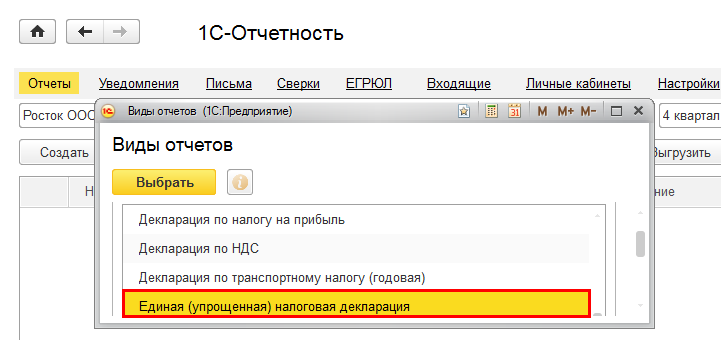 1С-Отчетность
Отчеты Уведомления Письма Сверки ЕГРЮЛ Входящие Личные кабинеты Настройки
Росток ООО
4 квартал
1С Виды отчетов (1С:Предприятие) 31 M M+ M-
Виды отчетов
Создать
Выгрузить
Выбрать
Декларация по налогу на прибыль
Декларация по НДС
Декларация по транспортному налогу (годовая)
Единая (упрощенная) налоговая декларация